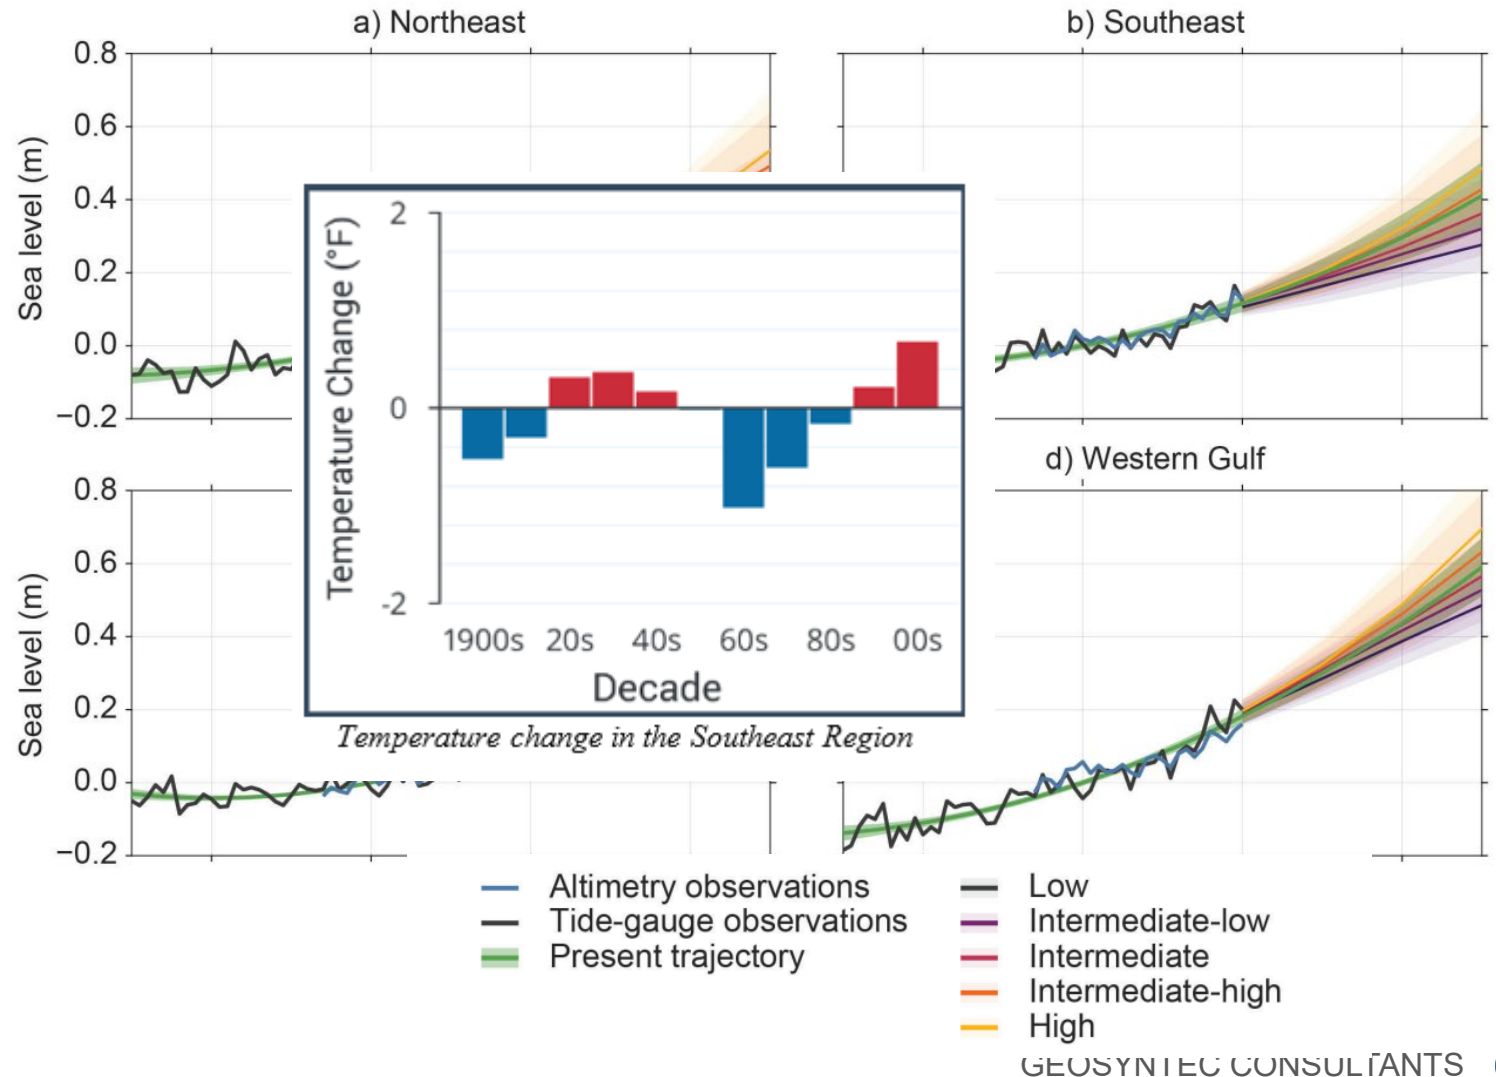 a) Northeast
b) Southeast
0.8
0.6
0.4
0.2
0.0
−0.2
Sea level (m)
2
0
-2
Temperature Change (°F)
1900s 20s 40s 60s 80s 00s
Decade
Temperature change in the Southeast Region
d) Western Gulf
0.8
0.6
0.4
0.2
0.0
−0.2
Sea level (m)
Altimetry observations
Tide-gauge observations
Present trajectory
Low
Intermediate-low
Intermediate
Intermediate-high
High
GEOSYNTEC CONSULTANTS